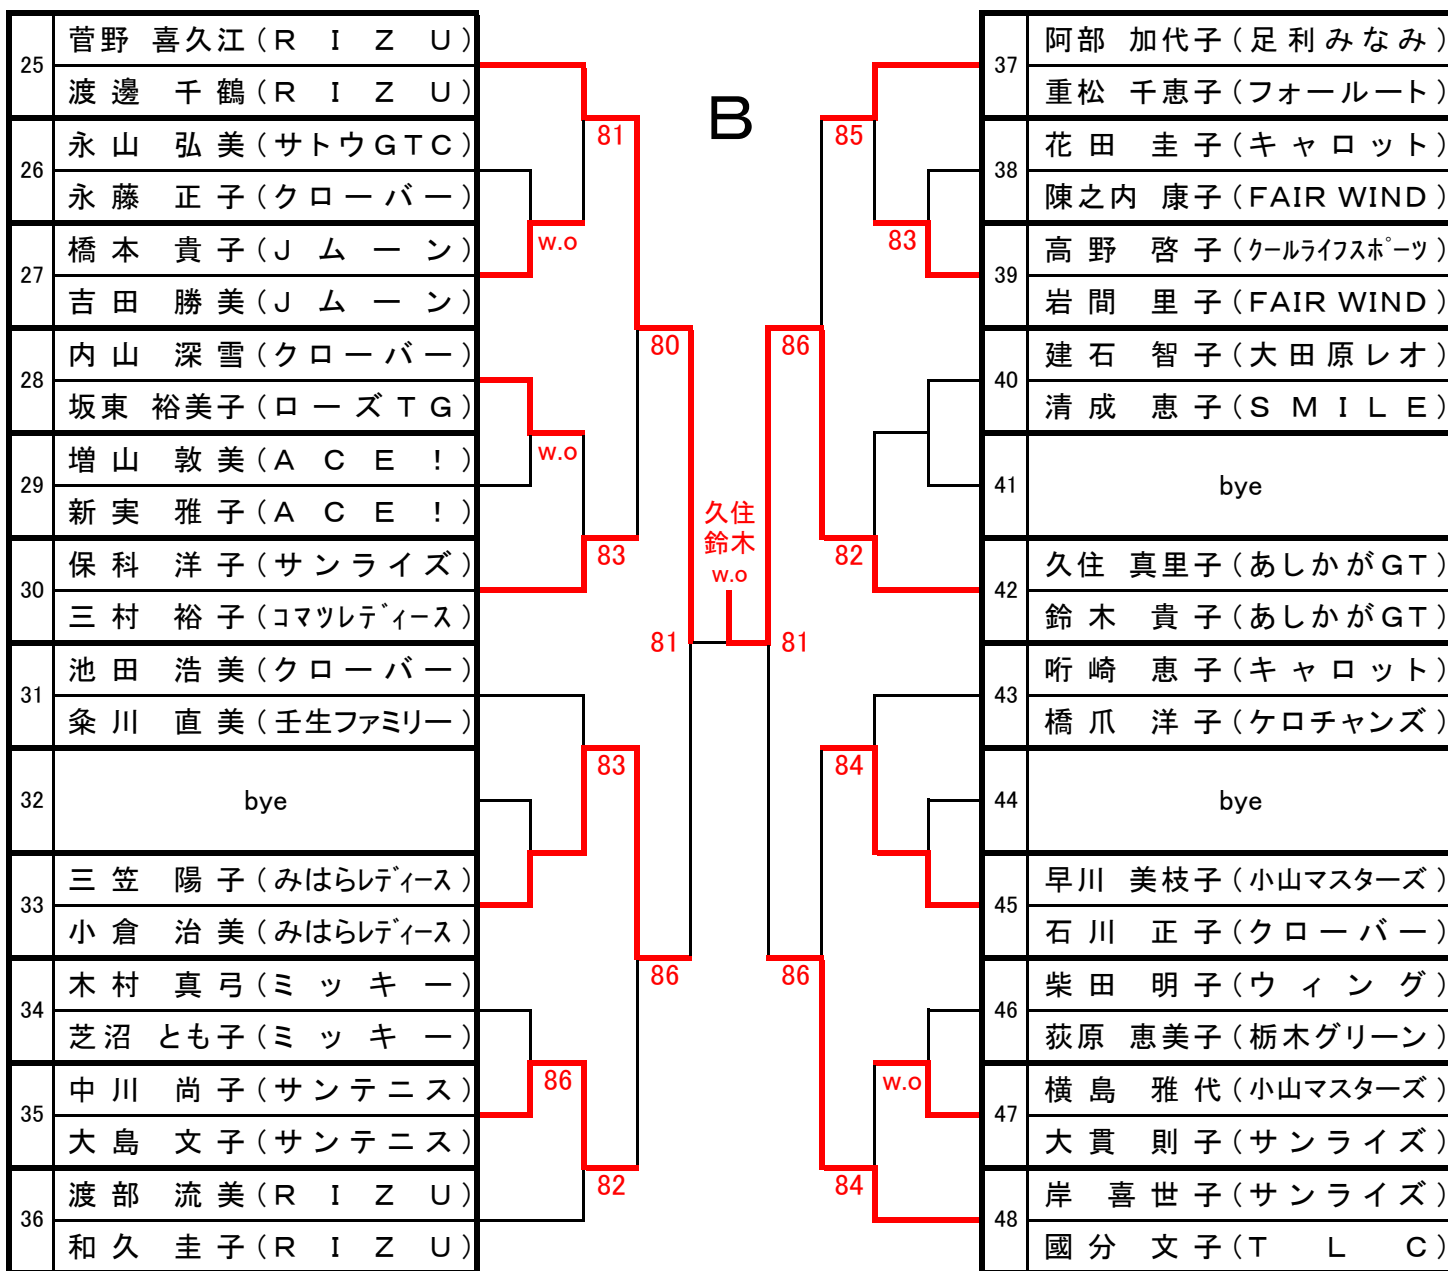 B
25
菅野 喜久江(RIZU)
渡邊 千鶴(RIZU)
26
永山 弘美(サトウGTC)
永藤 正子(クローバー)
27
橋本 貴子(Jムーン)
吉田 勝美(Jムーン)
28
内山 深雪(クローバー)
坂東 裕美子(ローズTG)
29
増山 敦美(ACE!)
新実 雅子(ACE!)
30
保科 洋子(サンライズ)
三村 裕子(コマツレディース)
31
池田 浩美(クローバー)
粂川 直美(壬生ファミリー)
32
bye
33
三笠 陽子(みはらレディース)
小倉 治美(みはらレディース)
34
木村 真弓(ミッキー)
芝沼 とも子(ミッキー)
35
中川 尚子(サンテニス)
大島 文子(サンテニス)
36
渡部 流美(RIZU)
和久 圭子(RIZU)
81
w.o
80
w.o
83
81
83
86
86
82
久住
鈴木
w.o
85
83
86
82
81
84
86
w.o
84
37
阿部 加代子(足利みなみ)
重松 千恵子(フォールート)
38
花田 圭子(キャロット)
陳之内 康子(FAIR WIND)
39
高野 啓子(クールライフスポーツ)
岩間 里子(FAIR WIND)
40
建石 智子(大田原レオ)
清成 恵子(SMILE)
41
bye
42
久住 真里子(あしかがGT)
鈴木 貴子(あしかがGT)
43
哘崎 恵子(キャロット)
橋爪 洋子(ケロチャンズ)
44
bye
45
早川 美枝子(小山マスターズ)
石川 正子(クローバー)
46
柴田 明子(ウィング)
荻原 恵美子(栃木グリーン)
47
横島 雅代(小山マスターズ)
大貫 則子(サンライズ)
48
岸 喜世子(サンライズ)
國分 文子(TLC)